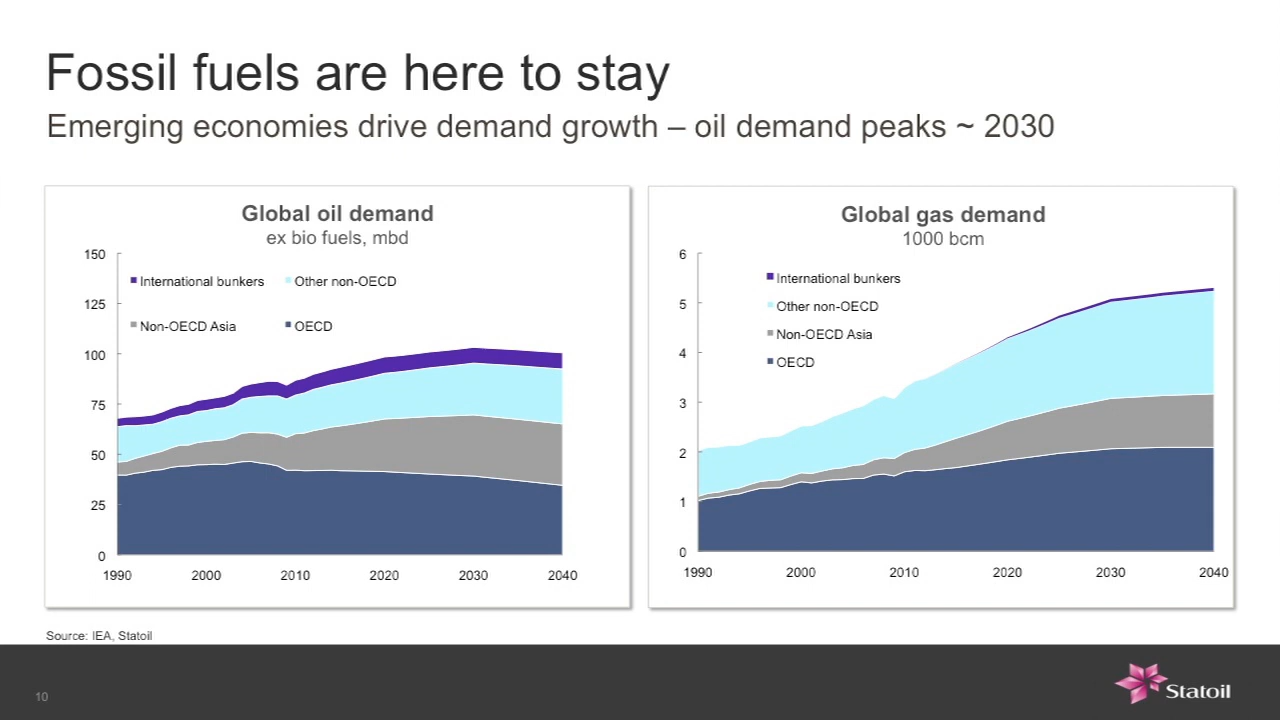 Fossil fuels are here to stay
Emerging economies drive demand growth – oil demand peaks ~ 2030
Global oil demand
ex bio fuels, mbd
150
125
100
75
50
25
0
International bunkers
Other non-OECD
Non-OECD Asia
OECD
1990 2000 2010 2020 2030 2040
Global gas demand
1000 bcm
6
5
4
3
2
1
0
International bunkers
Other non-OECD
Non-OECD Asia
OECD
1990 2000 2010 2020 2030 2040
Source: IEA, Statoil
10
Statoil